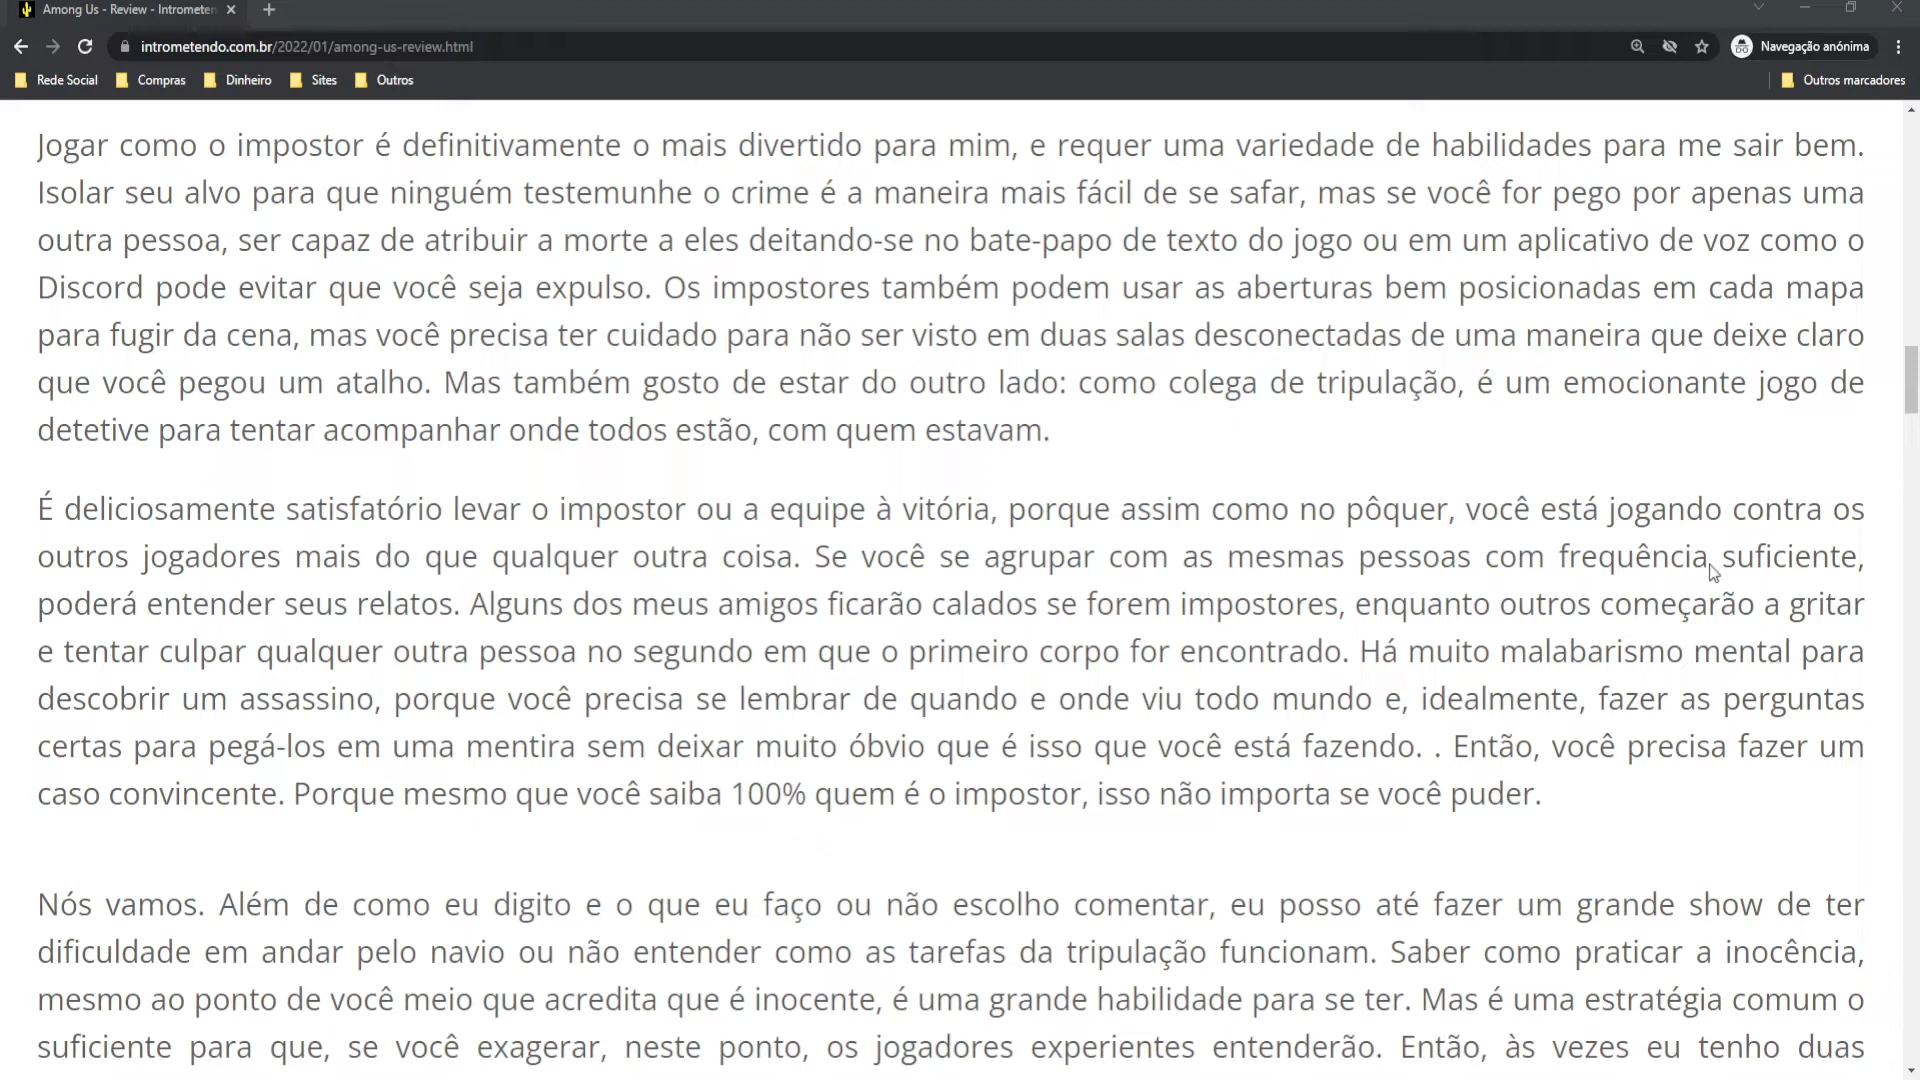 Among Us - Review - Intrometen
intrometendo.com.br/2022/01/among-us-review.html
Navegação anónima
Rede Social
Compras
Dinheiro
Sites
Outros
Outros marcadores
Jogar como o impostor é definitivamente o mais divertido para mim, e requer uma variedade de habilidades para me sair bem.
Isolar seu alvo para que ninguém testemunhe o crime é a maneira mais fácil de se safar, mas se você for pego por apenas uma
outra pessoa, ser capaz de atribuir a morte a eles deitando-se no bate-papo de texto do jogo ou em um aplicativo de voz como o
Discord pode evitar que você seja expulso. Os impostores também podem usar as aberturas bem posicionadas em cada mapa
para fugir da cena, mas você precisa ter cuidado para não ser visto em duas salas desconectadas de uma maneira que deixe claro
que você pegou um atalho. Mas também gosto de estar do outro lado: como colega de tripulação, é um emocionante jogo de
detetive para tentar acompanhar onde todos estão, com quem estavam.
É deliciosamente satisfatório levar o impostor ou a equipe à vitória, porque assim como no pôquer, você está jogando contra os
outros jogadores mais do que qualquer outra coisa. Se você se agrupar com as mesmas pessoas com frequência suficiente,
poderá entender seus relatos. Alguns dos meus amigos ficarão calados se forem impostores, enquanto outros começarão a gritar
e tentar culpar qualquer outra pessoa no segundo em que o primeiro corpo for encontrado. Há muito malabarismo mental para
descobrir um assassino, porque você precisa se lembrar de quando e onde viu todo mundo e, idealmente, fazer as perguntas
certas para pegá-los em uma mentira sem deixar muito óbvio que é isso que você está fazendo. . Então, você precisa fazer um
caso convincente. Porque mesmo que você saiba 100% quem é o impostor, isso não importa se você puder.
Nós vamos. Além de como eu digito e o que eu faço ou não escolho comentar, eu posso até fazer um grande show de ter
dificuldade em andar pelo navio ou não entender como as tarefas da tripulação funcionam. Saber como praticar a inocência,
mesmo ao ponto de você meio que acredita que é inocente, é uma grande habilidade para se ter. Mas é uma estratégia comum o
suficiente para que, se você exagerar, neste ponto, os jogadores experientes entenderão. Então, às vezes eu tenho duas